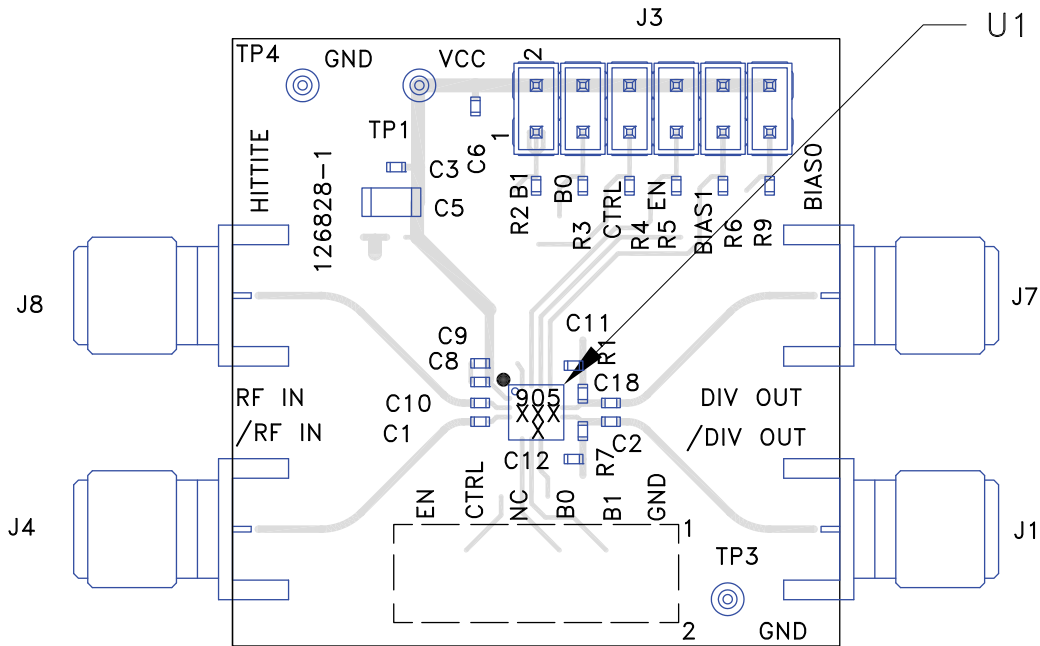 J3
U1
TP4
GND
VCC
2
1
TP1
C6
C3
C5
HITTITE
126828-1
R2
B1
B0
R3
CTRL
R4
EN
R5
BIAS1
R6
R9
BIAS0
J8
J7
C9
C8
C11
R1
C18
C10
C1
905
XXX
X
RF IN
/RF IN
DIV OUT
/DIV OUT
C2
C12
R7
EN
CTRL
NC
B0
B1
GND
J4
J1
1
TP3
2
GND